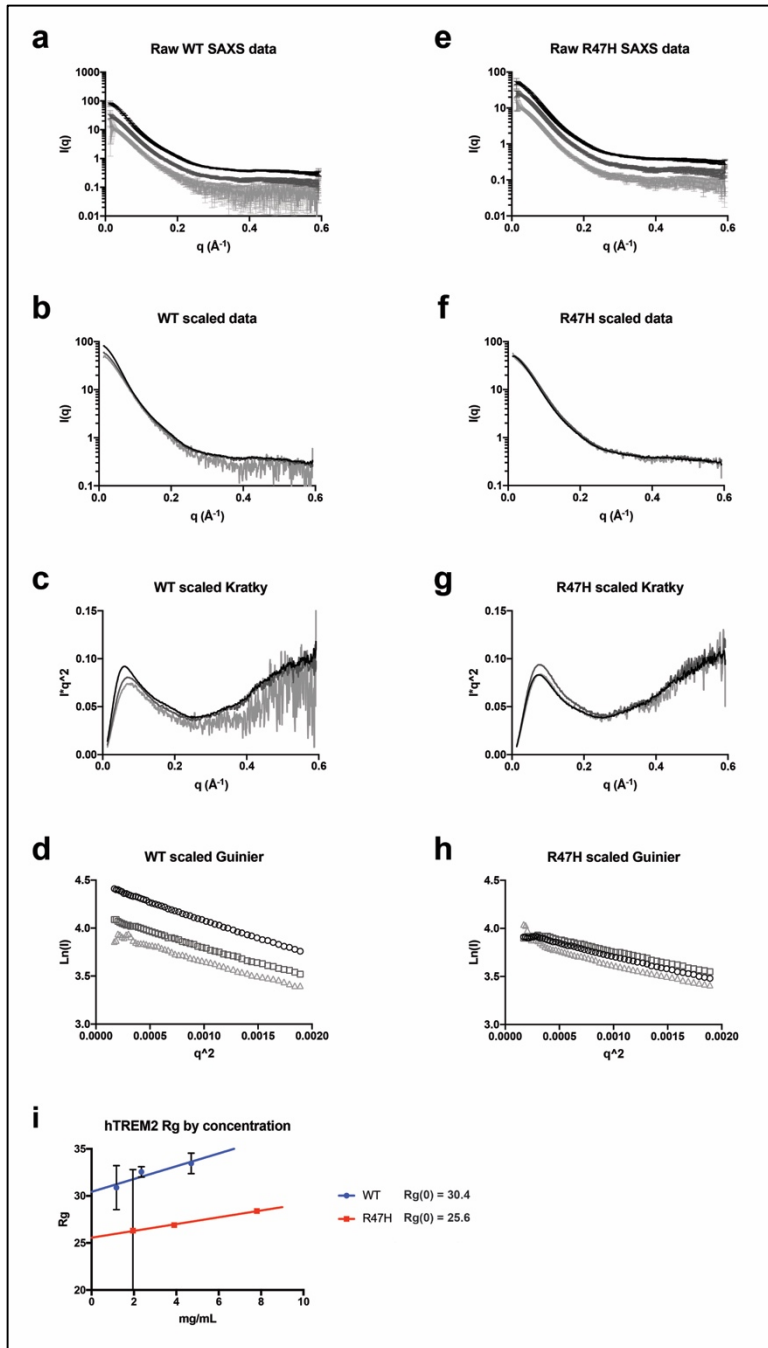 a
Raw WT SAXS data
1000
100
10
1
0.1
0.01
I(q)
0.0 0.2 0.4 0.6
q (Å⁻¹)
e
Raw R47H SAXS data
100
10
1
0.1
0.01
I(q)
0.0 0.2 0.4 0.6
q (Å⁻¹)
b
WT scaled data
100
10
1
0.1
I(q)
0.0 0.2 0.4 0.6
q (Å⁻¹)
f
R47H scaled data
100
10
1
0.1
I(q)
0.0 0.2 0.4 0.6
q (Å⁻¹)
c
WT scaled Kratky
0.15
0.10
0.05
0.00
I*q^2
0.0 0.2 0.4 0.6
q (Å⁻¹)
g
R47H scaled Kratky
0.15
0.10
0.05
0.00
I*q^2
0.0 0.2 0.4 0.6
q (Å⁻¹)
d
WT scaled Guinier
4.5
4.0
3.5
3.0
Ln(I)
0.0000 0.0005 0.0010 0.0015 0.0020
q^2
h
R47H scaled Guinier
4.5
4.0
3.5
3.0
Ln(I)
0.0000 0.0005 0.0010 0.0015 0.0020
q^2
i
hTREM2 Rg by concentration
35
30
25
20
Rg
0 2 4 6 8 10
mg/mL
WT Rg(0) = 30.4
R47H Rg(0) = 25.6